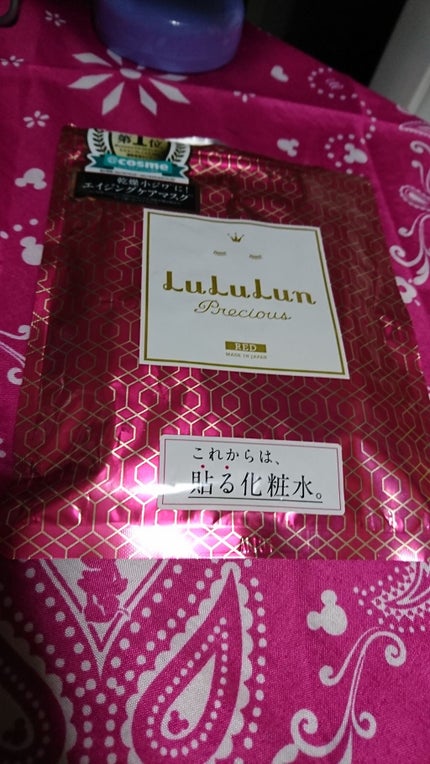 第1位
@cosme
乾燥小ジワに!
エイジングケアマスク
LuLuLun
Precious
RED
MADE IN JAPAN
これからは、
貼る化粧水。